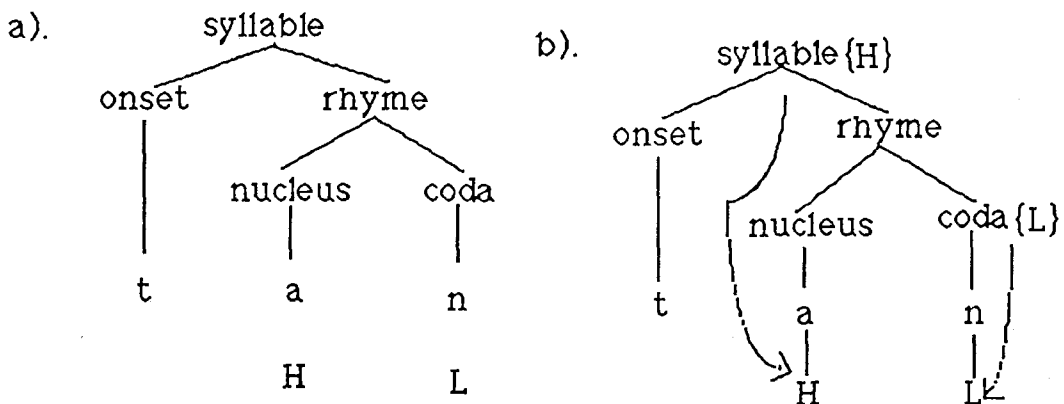 a).
syllable
onset rhyme
nucleus coda
t a n
H L
b).
syllable {H}
onset rhyme
nucleus coda {L}
t a n
H L